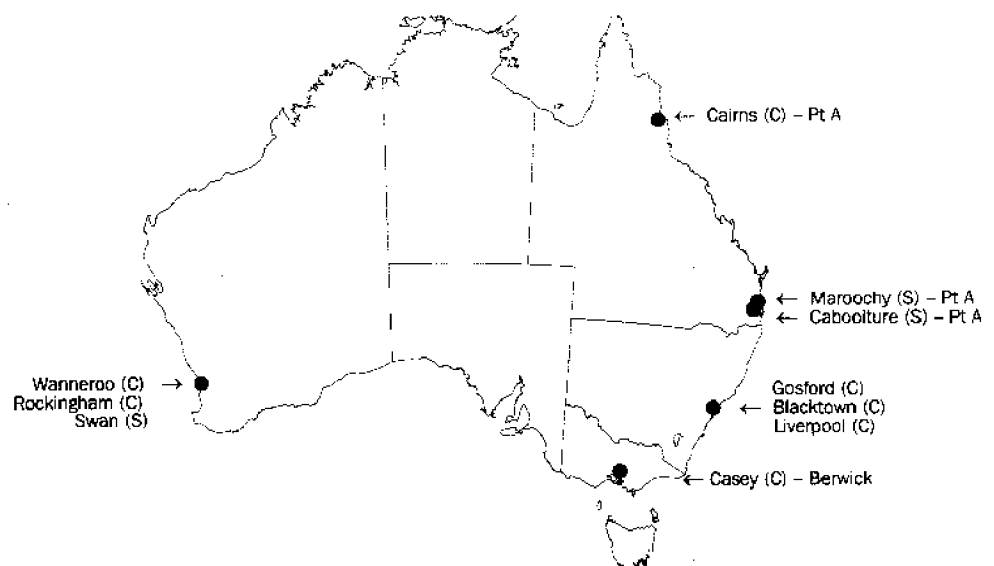 ← Cairns (C) – Pt A
← Maroochy (S) – Pt A
← Caboolture (S) – Pt A
Wanneroo (C) →
Rockingham (C)
Swan (S)
Gosford (C)
← Blacktown (C)
Liverpool (C)
← Casey (C) – Berwick